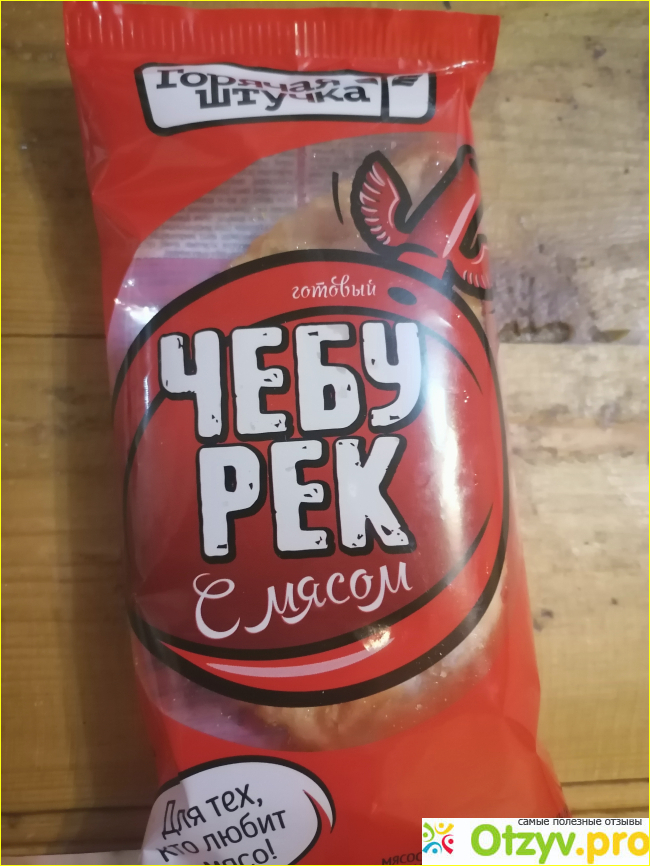 Горячая
штучка
готовый
ЧЕБУ
РЕК
С мясом
Для тех,
кто любит
мясо!
самые полезные отзывы
Otzyv.pro